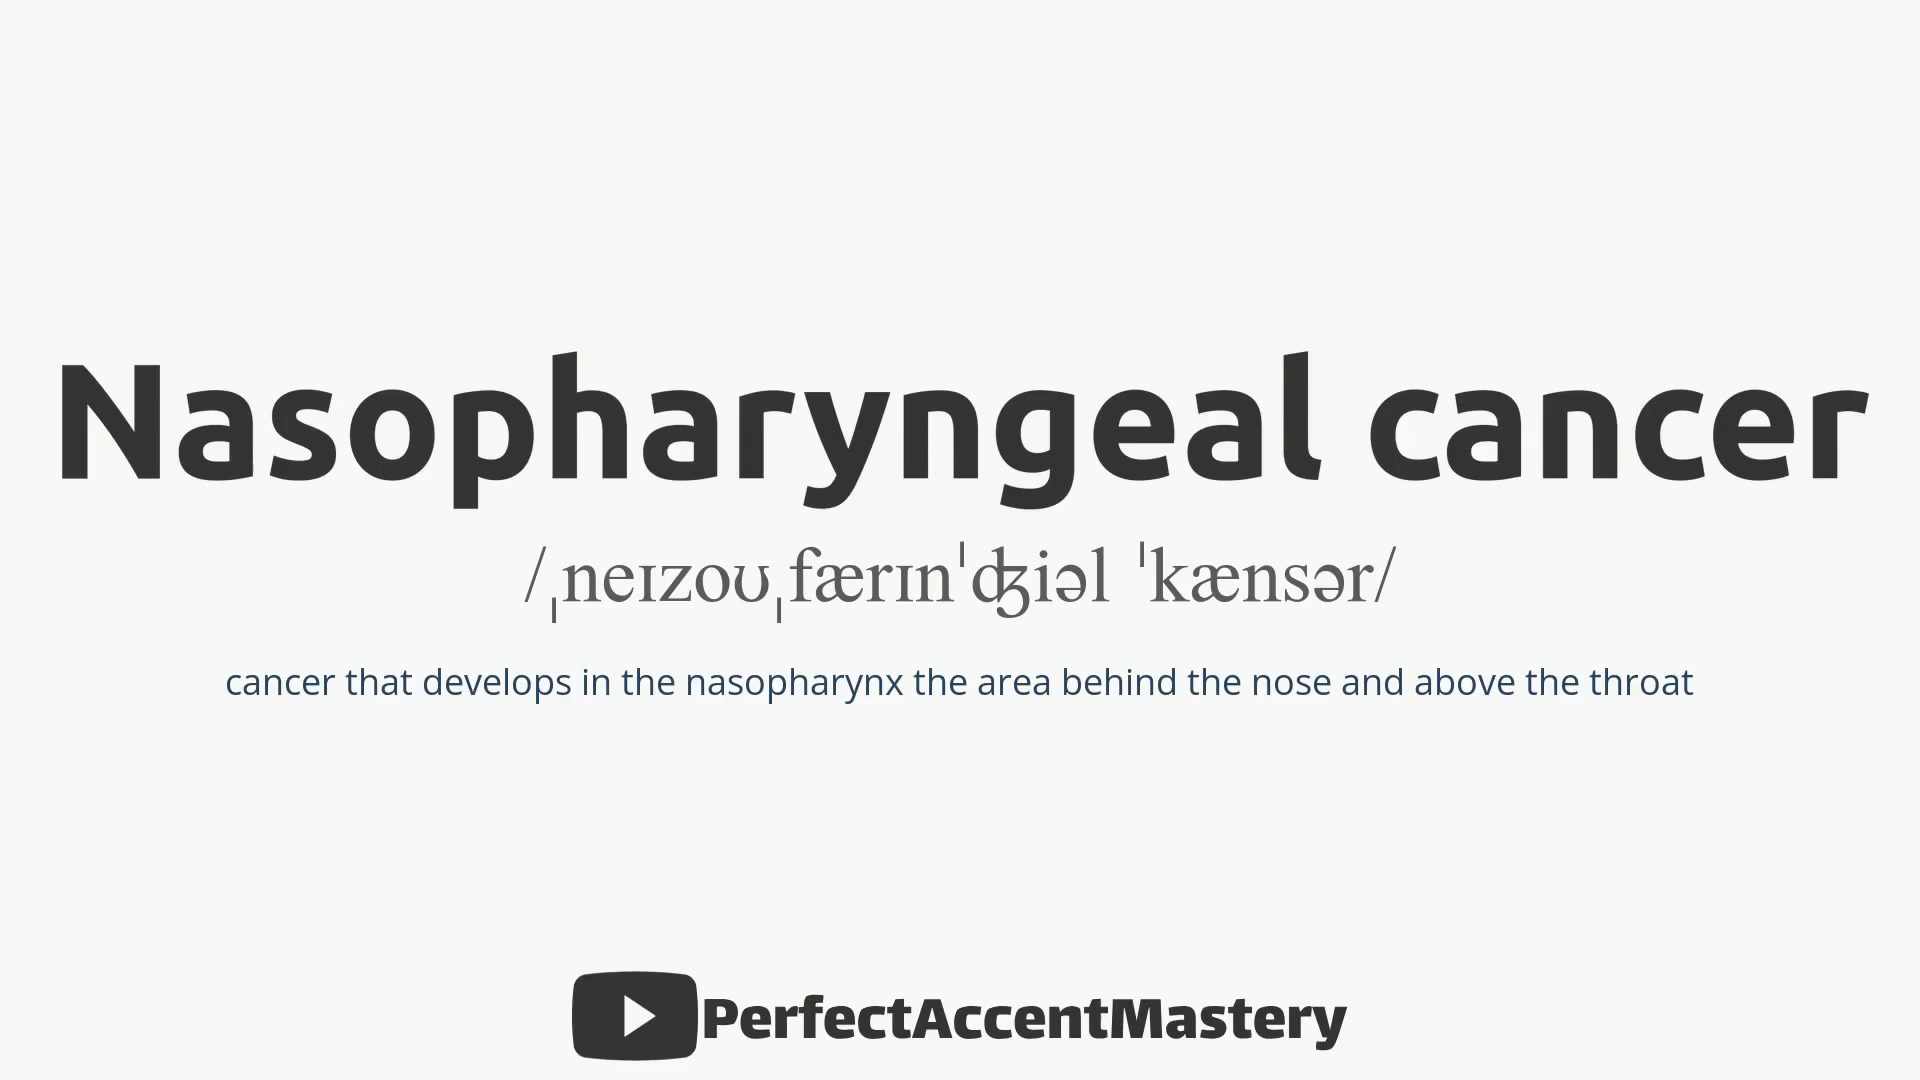 Nasopharyngeal cancer
/ˌneɪzoʊˌfærɪnˈʤiəl ˈkænsər/
cancer that develops in the nasopharynx the area behind the nose and above the throat
PerfectAccentMastery